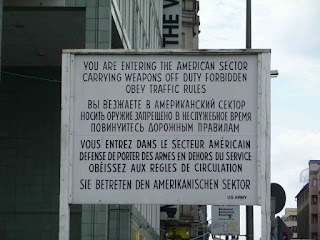 THE V
YOU ARE ENTERING THE AMERICAN SECTOR
CARRYING WEAPONS OFF DUTY FORBIDDEN
OBEY TRAFFIC RULES
ВЫ ВЪЕЗЖАЕТЕ В АМЕРИКАНСКИЙ СЕКТОР
НОСИТЬ ОРУЖИЕ ЗАПРЕЩЕНО В НЕСЛУЖЕБНОЕ ВРЕМЯ
ПОВИНУЙТЕСЬ ДОРОЖНЫМ ПРАВИЛАМ
VOUS ENTREZ DANS LE SECTEUR AMÉRICAIN
DÉFENSE DE PORTER DES ARMES EN DEHORS DU SERVICE
OBÉISSEZ AUX RÈGLES DE CIRCULATION
SIE BETRETEN DEN AMERIKANISCHEN SEKTOR
US ARMY